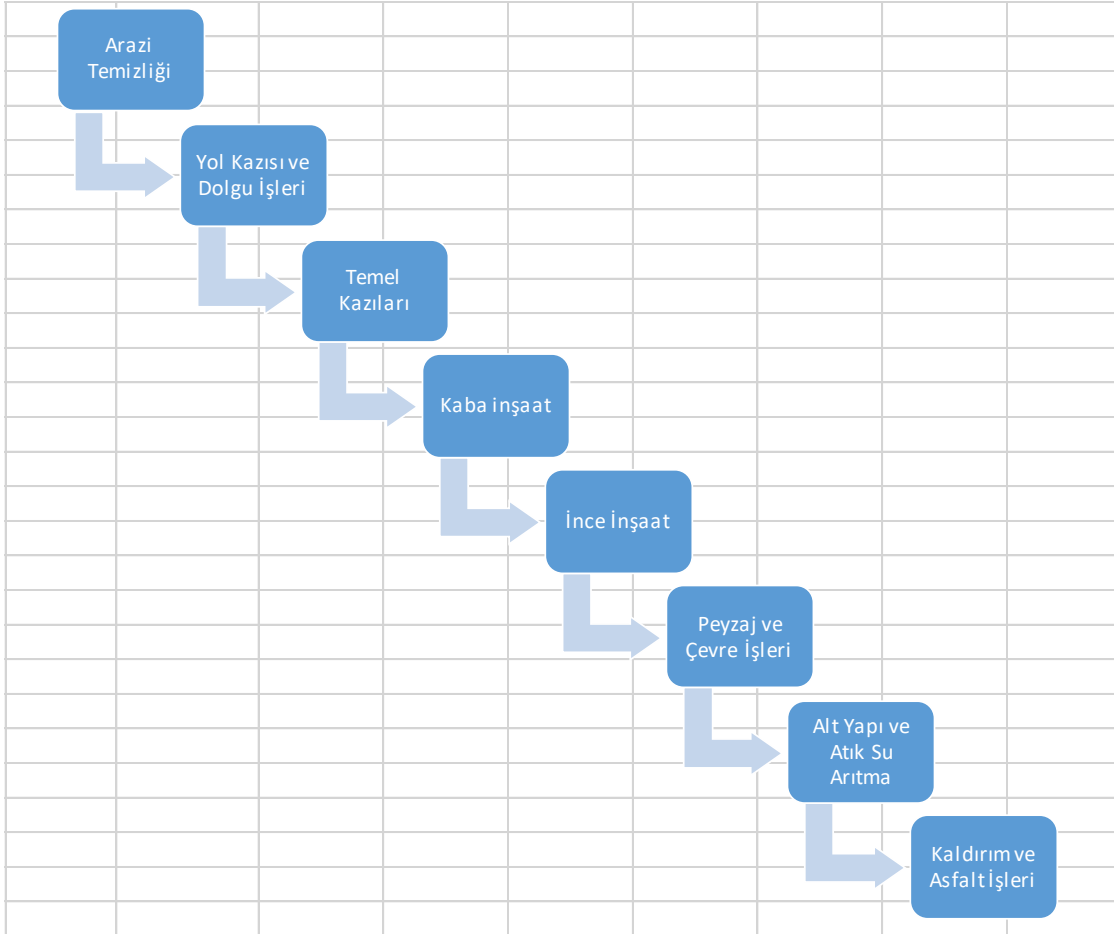 Arazi
Temizliği
Yol Kazısı ve
Dolgu İşleri
Temel
Kazıları
Kaba inşaat
İnce İnşaat
Peyzaj ve
Çevre İşleri
Alt Yapı ve
Atık Su
Arıtma
Kaldırım ve
Asfalt İşleri